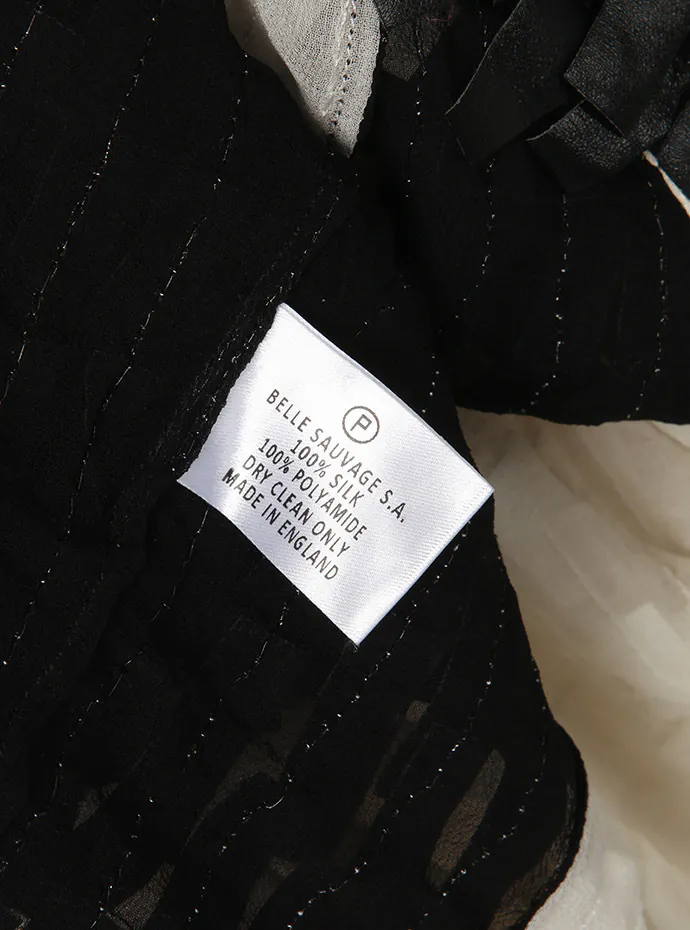 P
BELLE SAUVAGE S.A.
100% SILK
100% POLYAMIDE
DRY CLEAN ONLY
MADE IN ENGLAND